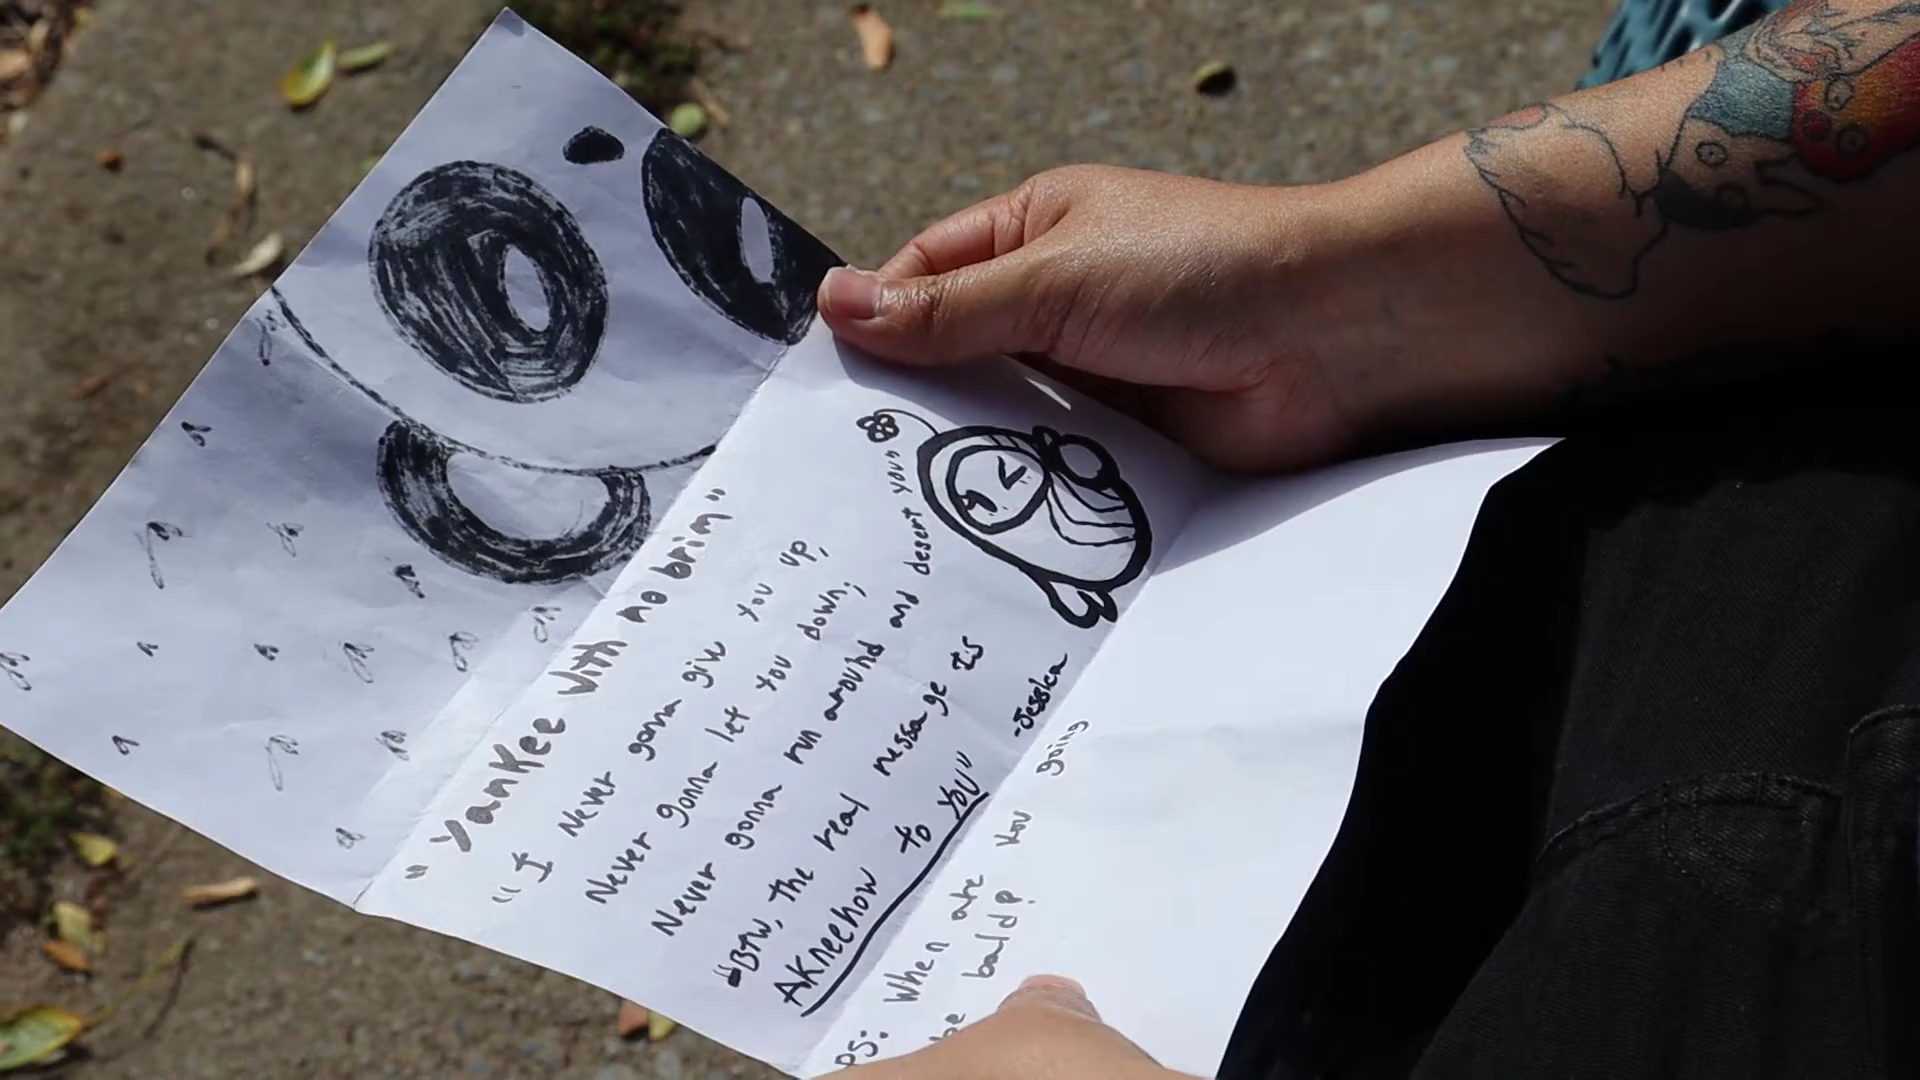 "Yankee With no brim"
"I Never gonna give you up,
Never gonna let you down;
Never gonna run around and desert you"
"BTW, The real message Is
AKneehow to You"
-Jessica
PS: When are you going
be bald?